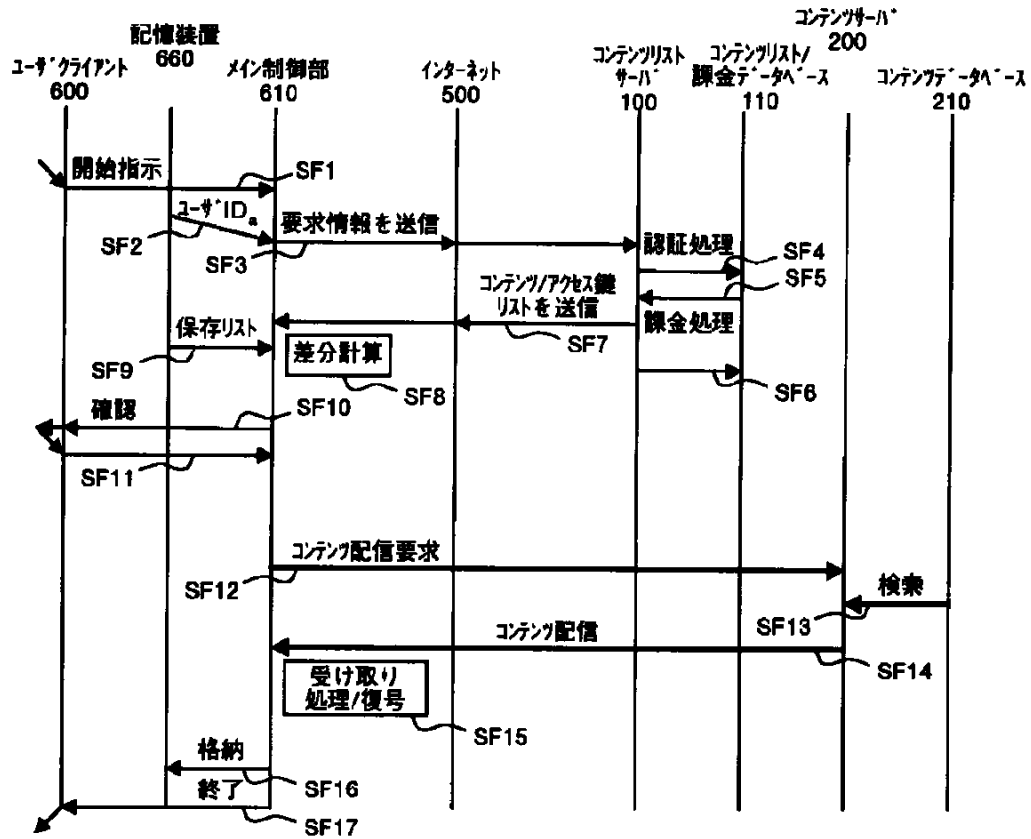 コンテンツサーバ
200
記憶装置
660
ユーザクライアント
600
メイン制御部
610
インターネット
500
コンテンツリスト
サーバ
100
コンテンツリスト/
課金データベース
110
コンテンツデータベース
210
開始指示
SF1
ユーザIDa
SF2
要求情報を送信
SF3
認証処理
SF4
SF5
コンテンツ/アクセス鍵
リストを送信
SF7
課金処理
SF6
保存リスト
SF9
差分計算
SF8
確認
SF10
SF11
コンテンツ配信要求
SF12
検索
SF13
コンテンツ配信
SF14
受け取り
処理/復号
SF15
格納
SF16
終了
SF17